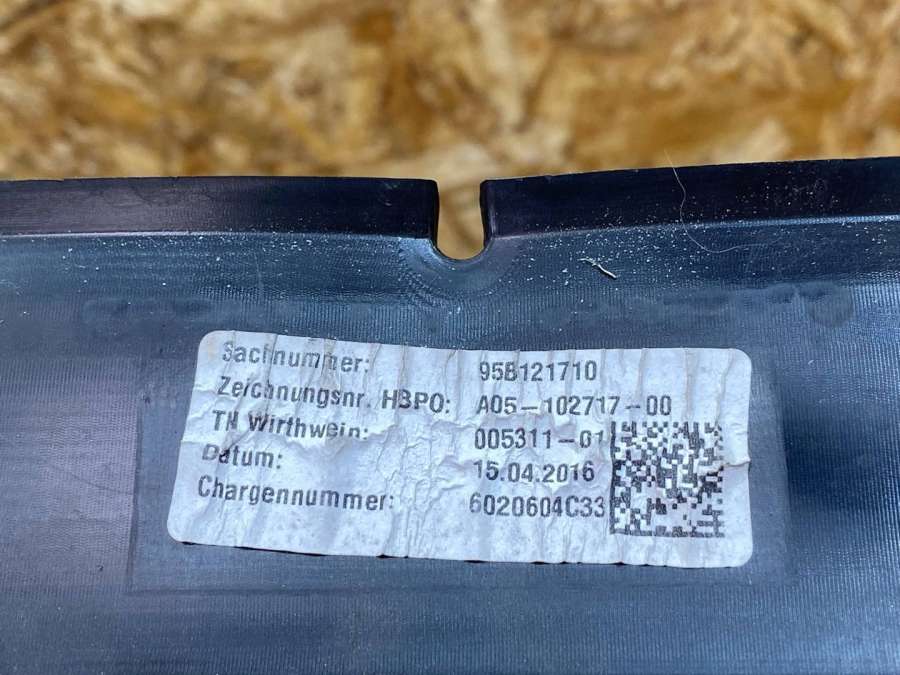 Sachnummer: 95B121710
Zeichnungsnr. HBPO: A05-102717-00
TN Wirthwein: 005311-01
Datum: 15.04.2016
Chargennummer: 6020604C33